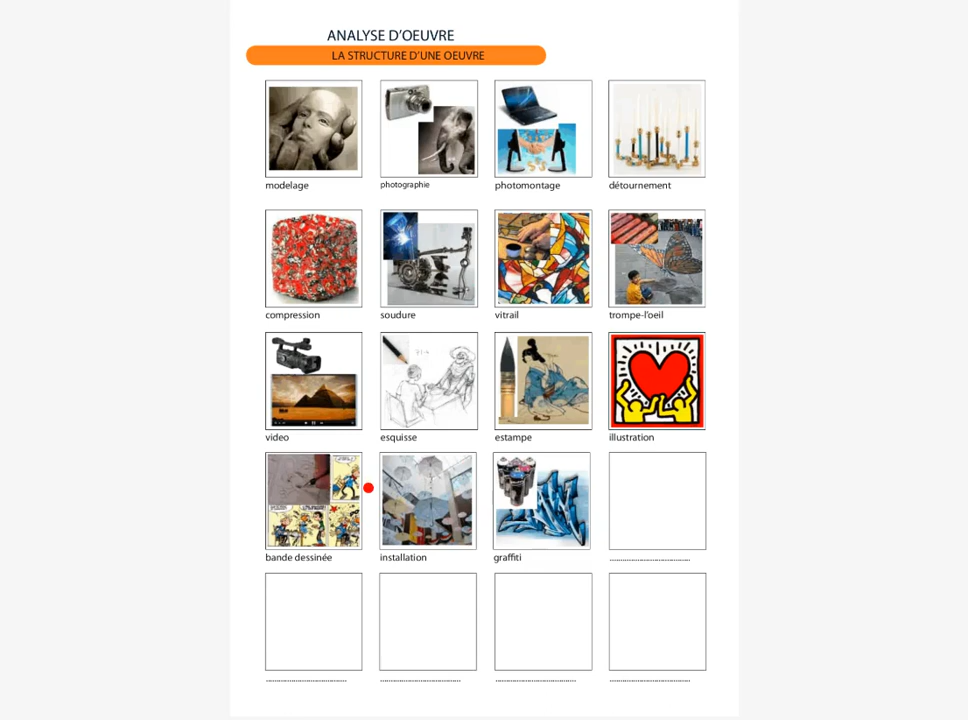 ANALYSE D’OEUVRE
LA STRUCTURE D’UNE OEUVRE
modelage
photographie
photomontage
détournement
compression
soudure
vitrail
trompe-l’oeil
video
esquisse
estampe
illustration
bande dessinée
installation
graffiti